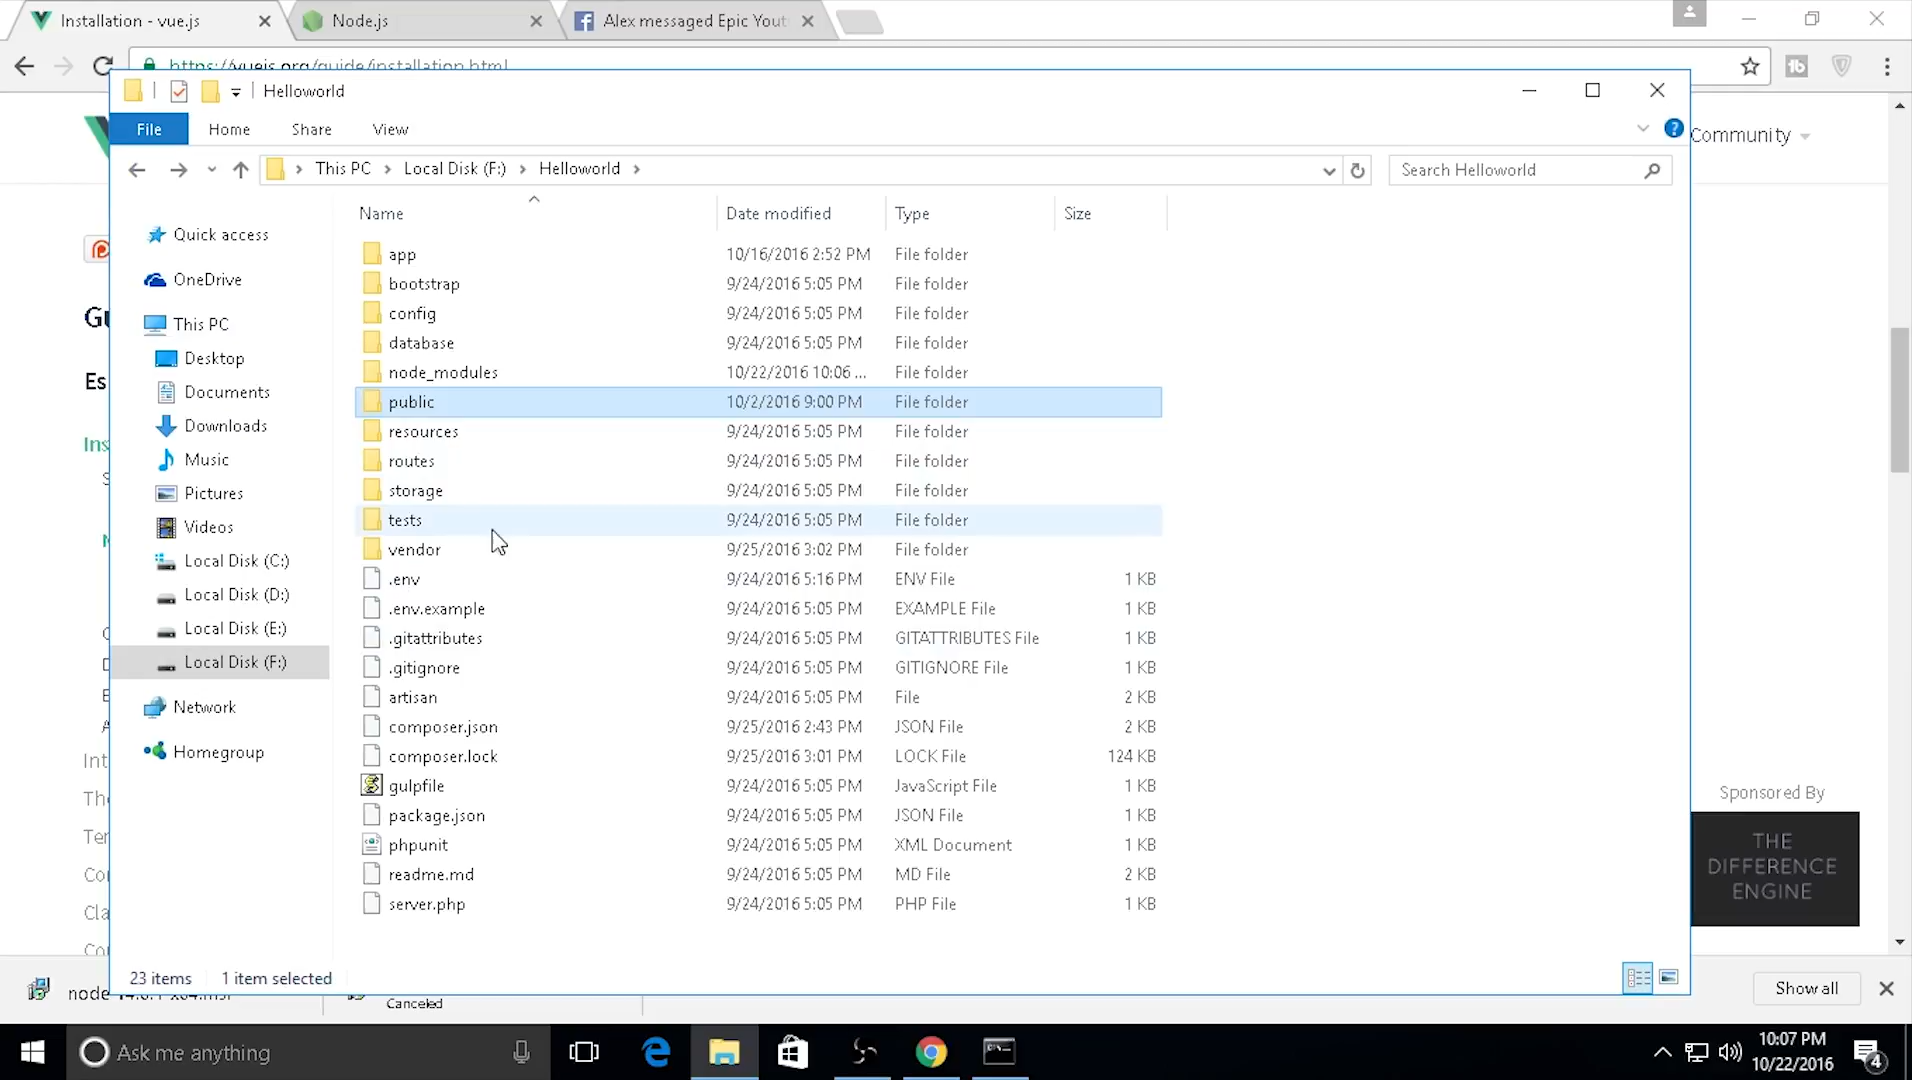 Installation - vue.js
Node.js
Alex messaged Epic Yout
https://vuejs.org/guide/installation.html
Helloworld
File Home Share View
Community
This PC Local Disk (F:) Helloworld
Search Helloworld
Name Date modified Type Size
Quick access
OneDrive
This PC
Desktop
Documents
Downloads
Music
Pictures
Videos
Local Disk (C:)
Local Disk (D:)
Local Disk (E:)
Local Disk (F:)
Network
Homegroup
app 10/16/2016 2:52 PM File folder
bootstrap 9/24/2016 5:05 PM File folder
config 9/24/2016 5:05 PM File folder
database 9/24/2016 5:05 PM File folder
node_modules 10/22/2016 10:06 ... File folder
public 10/2/2016 9:00 PM File folder
resources 9/24/2016 5:05 PM File folder
routes 9/24/2016 5:05 PM File folder
storage 9/24/2016 5:05 PM File folder
tests 9/24/2016 5:05 PM File folder
vendor 9/25/2016 3:02 PM File folder
.env 9/24/2016 5:16 PM ENV File 1 KB
.env.example 9/24/2016 5:05 PM EXAMPLE File 1 KB
.gitattributes 9/24/2016 5:05 PM GITATTRIBUTES File 1 KB
.gitignore 9/24/2016 5:05 PM GITIGNORE File 1 KB
artisan 9/24/2016 5:05 PM File 2 KB
composer.json 9/25/2016 2:43 PM JSON File 2 KB
composer.lock 9/25/2016 3:01 PM LOCK File 124 KB
gulpfile 9/24/2016 5:05 PM JavaScript File 1 KB
package.json 9/24/2016 5:05 PM JSON File 1 KB
phpunit 9/24/2016 5:05 PM XML Document 1 KB
readme.md 9/24/2016 5:05 PM MD File 2 KB
server.php 9/24/2016 5:05 PM PHP File 1 KB
23 items 1 item selected
Gu
Es
Ins
Int
The
Ter
Cor
Cla
Cor
Sponsored By
THE
DIFFERENCE
ENGINE
Canceled
Show all
Ask me anything
10:07 PM
10/22/2016
4